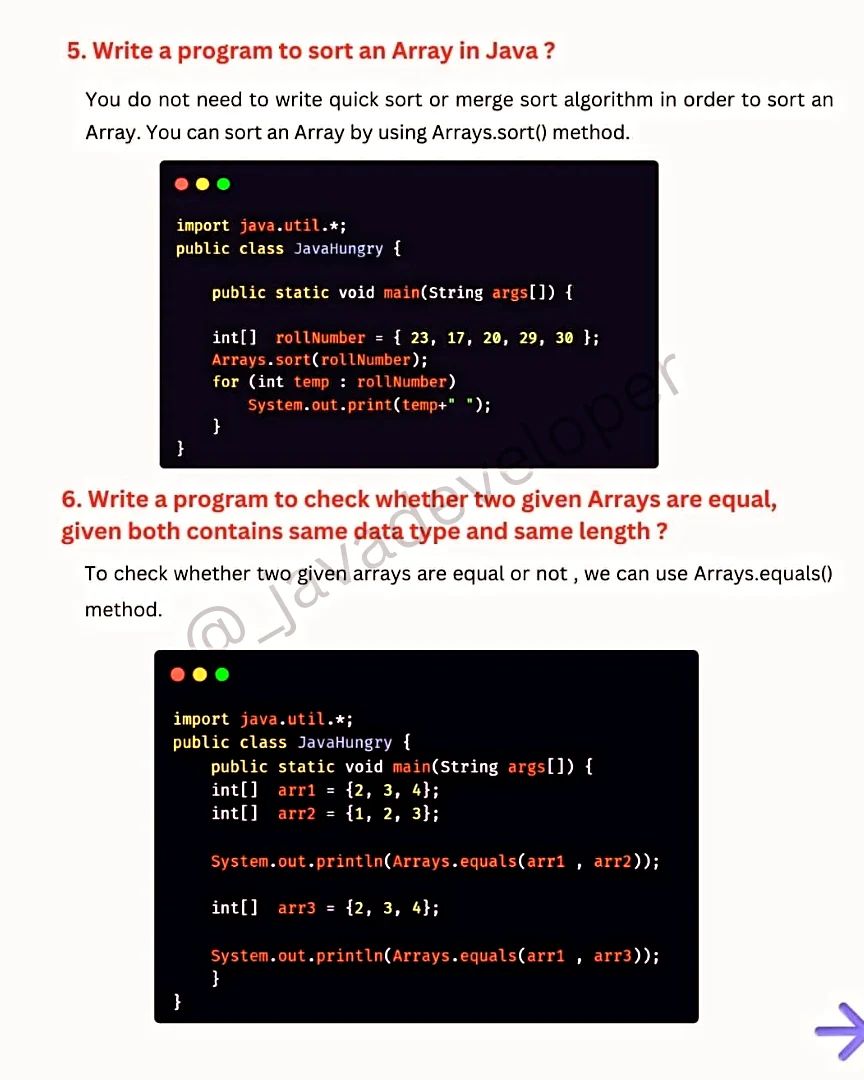 5. Write a program to sort an Array in Java ?
You do not need to write quick sort or merge sort algorithm in order to sort an
Array. You can sort an Array by using Arrays.sort() method.
import java.util.*;
public class JavaHungry {
public static void main(String args[]) {
int[] rollNumber = { 23, 17, 20, 29, 30 };
Arrays.sort(rollNumber);
for (int temp : rollNumber)
System.out.print(temp+" ");
}
}
6. Write a program to check whether two given Arrays are equal,
given both contains same data type and same length ?
To check whether two given arrays are equal or not , we can use Arrays.equals()
method.
@_javadeveloper
import java.util.*;
public class JavaHungry {
public static void main(String args[]) {
int[] arr1 = {2, 3, 4};
int[] arr2 = {1, 2, 3};
System.out.println(Arrays.equals(arr1 , arr2));
int[] arr3 = {2, 3, 4};
System.out.println(Arrays.equals(arr1 , arr3));
}
}